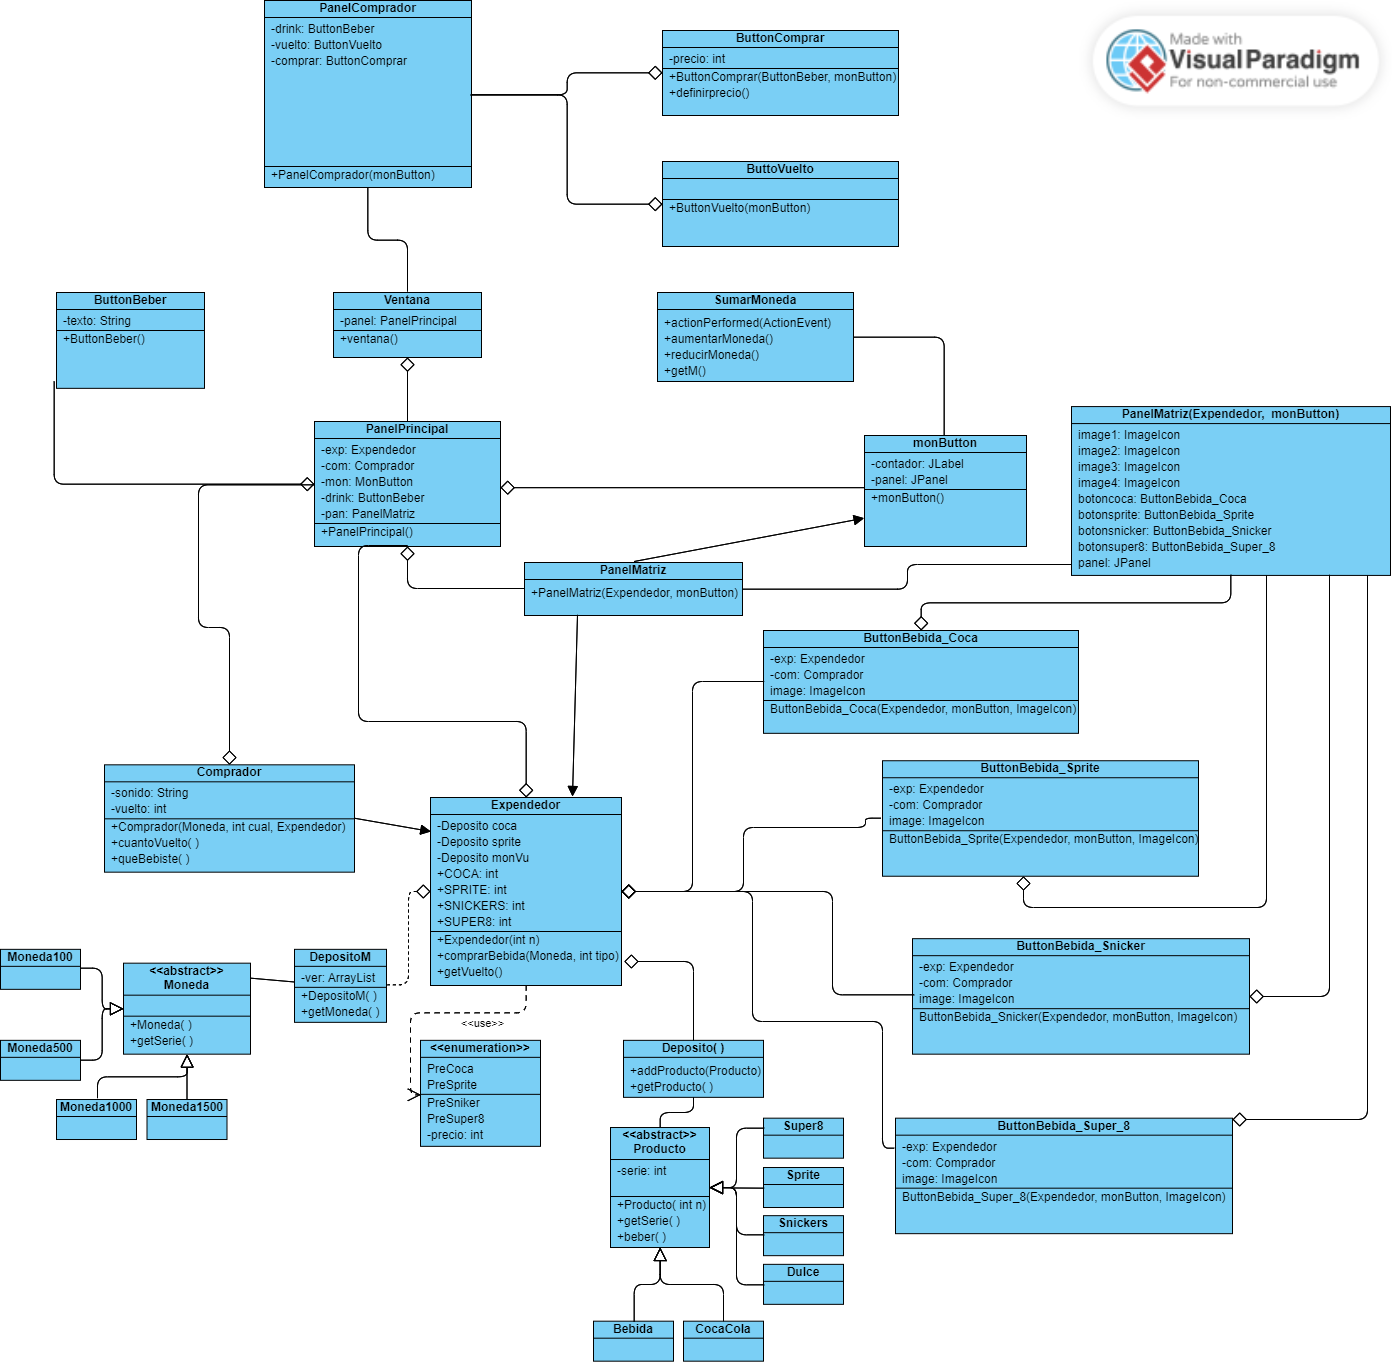 PanelComprador
-drink: ButtonBeber
-vuelto: ButtonVuelto
-comprar: ButtonComprar
+PanelComprador(monButton)
ButtonComprar
-precio: int
+ButtonComprar(ButtonBeber, monButton)
+definirprecio()
Made with
Visual Paradigm
For non-commercial use
ButtoVuelto
+ButtonVuelto(monButton)
ButtonBeber
-texto: String
+ButtonBeber()
Ventana
-panel: PanelPrincipal
+ventana()
SumarMoneda
+actionPerformed(ActionEvent)
+aumentarMoneda()
+reducirMoneda()
+getM()
PanelPrincipal
-exp: Expendedor
-com: Comprador
-mon: MonButton
-drink: ButtonBeber
-pan: PanelMatriz
+PanelPrincipal()
monButton
-contador: JLabel
-panel: JPanel
+monButton()
PanelMatriz(Expendedor, monButton)
image1: ImageIcon
image2: ImageIcon
image3: ImageIcon
image4: ImageIcon
botoncoca: ButtonBebida_Coca
botonsprite: ButtonBebida_Sprite
botonsnicker: ButtonBebida_Snicker
botonsuper8: ButtonBebida_Super_8
panel: JPanel
PanelMatriz
+PanelMatriz(Expendedor, monButton)
ButtonBebida_Coca
-exp: Expendedor
-com: Comprador
image: ImageIcon
ButtonBebida_Coca(Expendedor, monButton, ImageIcon)
Comprador
-sonido: String
-vuelto: int
+Comprador(Moneda, int cual, Expendedor)
+cuantoVuelto( )
+queBebiste( )
Expendedor
-Deposito coca
-Deposito sprite
-Deposito monVu
+COCA: int
+SPRITE: int
+SNICKERS: int
+SUPER8: int
+Expendedor(int n)
+comprarBebida(Moneda, int tipo)
+getVuelto()
ButtonBebida_Sprite
-exp: Expendedor
-com: Comprador
image: ImageIcon
ButtonBebida_Sprite(Expendedor, monButton, ImageIcon)
ButtonBebida_Snicker
-exp: Expendedor
-com: Comprador
image: ImageIcon
ButtonBebida_Snicker(Expendedor, monButton, ImageIcon)
Moneda100
<<abstract>>
Moneda
+Moneda( )
+getSerie( )
DepositoM
-ver: ArrayList
+DepositoM( )
+getMoneda( )
Moneda500
Moneda1000
Moneda1500
<<use>>
<<enumeration>>
PreCoca
PreSprite
PreSniker
PreSuper8
-precio: int
Deposito( )
+addProducto(Producto)
+getProducto( )
<<abstract>>
Producto
-serie: int
+Producto( int n)
+getSerie( )
+beber( )
Super8
Sprite
Snickers
Dulce
ButtonBebida_Super_8
-exp: Expendedor
-com: Comprador
image: ImageIcon
ButtonBebida_Super_8(Expendedor, monButton, ImageIcon)
Bebida
CocaCola